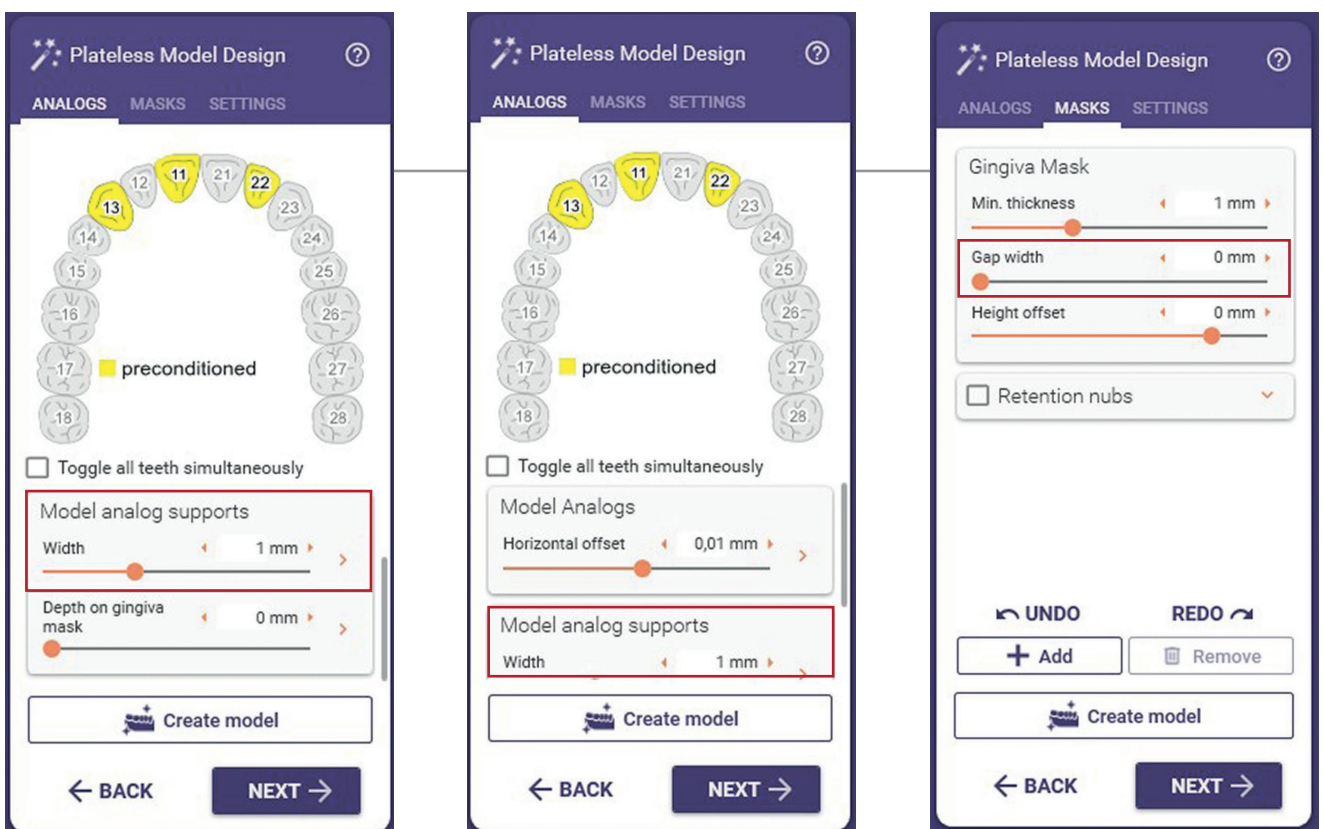 Plateless Model Design
ANALOGS MASKS SETTINGS
11 21
12 22
13 23
14 24
15 25
16 26
17 preconditioned 27
18 28
Toggle all teeth simultaneously
Model analog supports
Width 1 mm
Depth on gingiva
mask 0 mm
Create model
BACK NEXT
Plateless Model Design
ANALOGS MASKS SETTINGS
11 21
12 22
13 23
14 24
15 25
16 26
17 preconditioned 27
18 28
Toggle all teeth simultaneously
Model Analogs
Horizontal offset 0,01 mm
Model analog supports
Width 1 mm
Create model
BACK NEXT
Plateless Model Design
ANALOGS MASKS SETTINGS
Gingiva Mask
Min. thickness 1 mm
Gap width 0 mm
Height offset 0 mm
Retention nubs
UNDO REDO
+ Add Remove
Create model
BACK NEXT